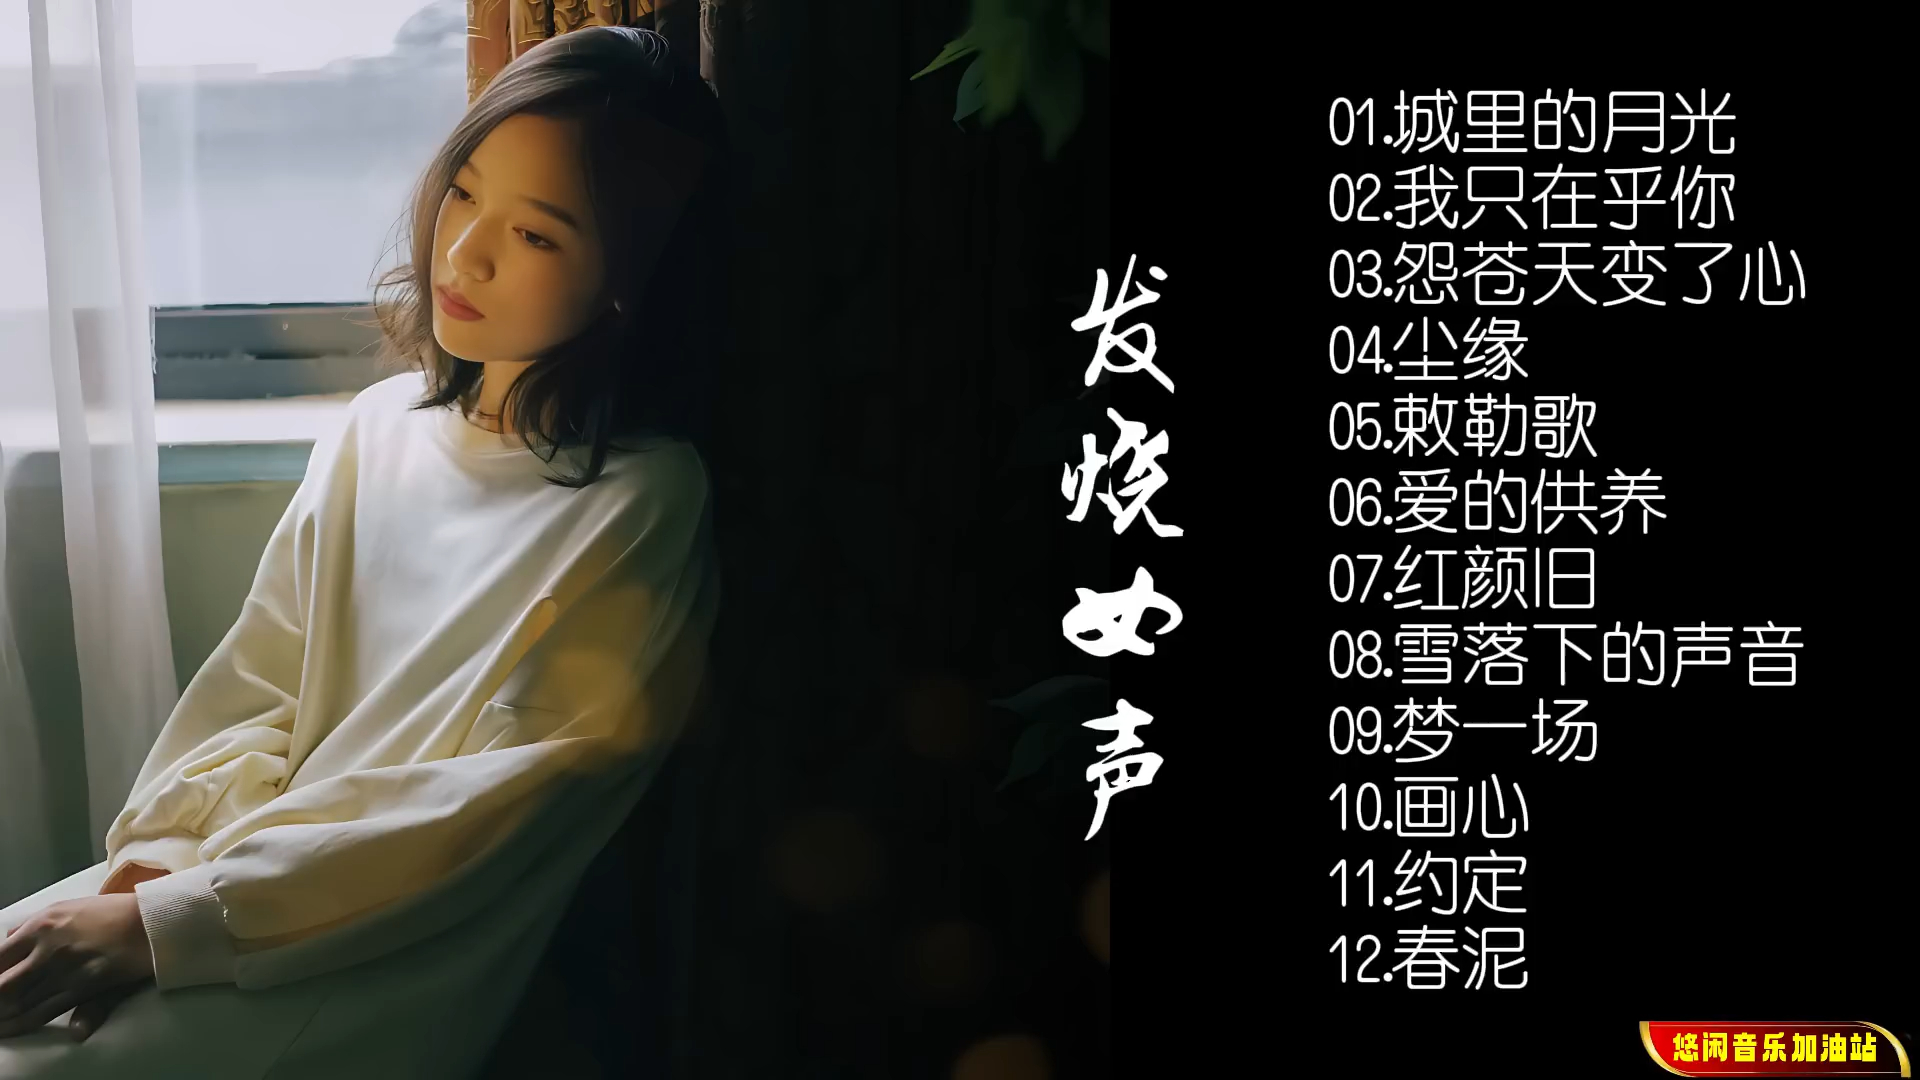 发烧女声
01.城里的月光
02.我只在乎你
03.怨苍天变了心
04.尘缘
05.敕勒歌
06.爱的供养
07.红颜旧
08.雪落下的声音
09.梦一场
10.画心
11.约定
12.春泥
悠闲音乐加油站